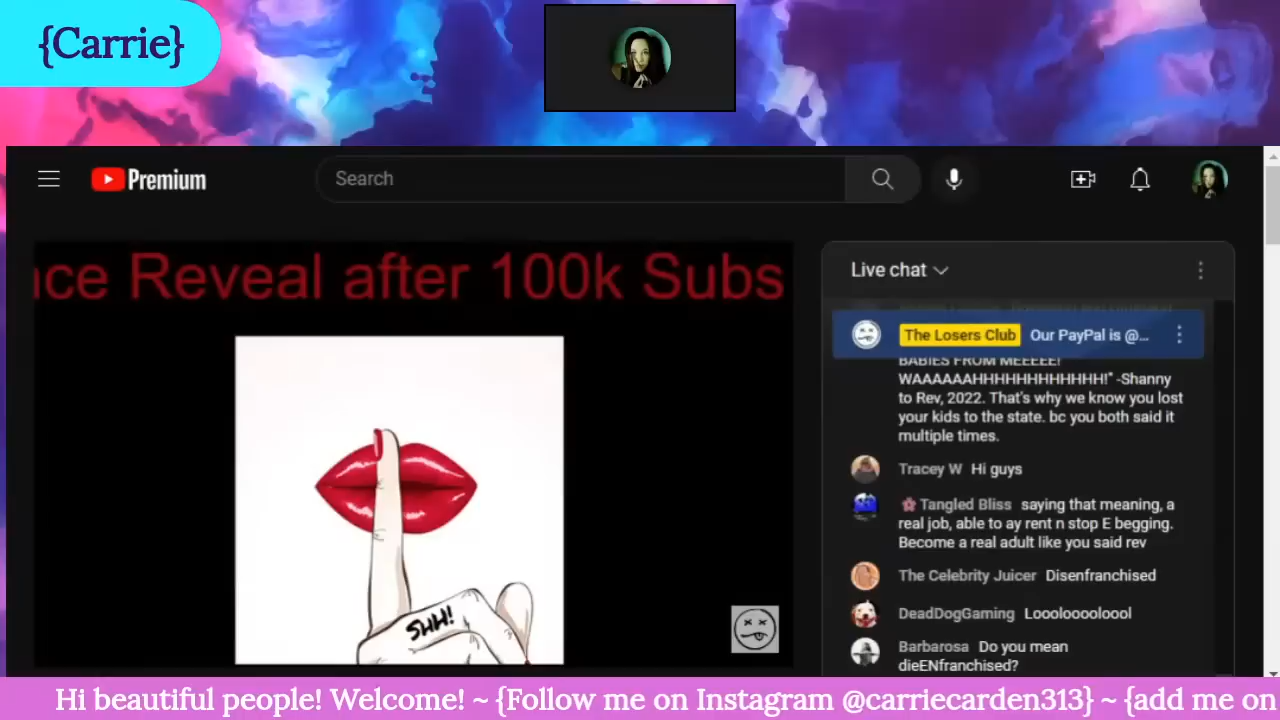 {Carrie}
Premium
Search
ce Reveal after 100k Subs
SHH!
Live chat
The Losers Club Our PayPal is @...
BABIES FROM MEEEEE!
WAAAAAAHHHHHHHHHHHH!" -Shanny
to Rev, 2022. That's why we know you lost
your kids to the state. bc you both said it
multiple times.
Tracey W Hi guys
Tangled Bliss saying that meaning, a
real job, able to ay rent n stop E begging.
Become a real adult like you said rev
The Celebrity Juicer Disenfranchised
DeadDogGaming Looolooooloool
Barbarosa Do you mean
dieENfranchised?
Hi beautiful people! Welcome! ~ {Follow me on Instagram @carriecarden313} ~ {add me on